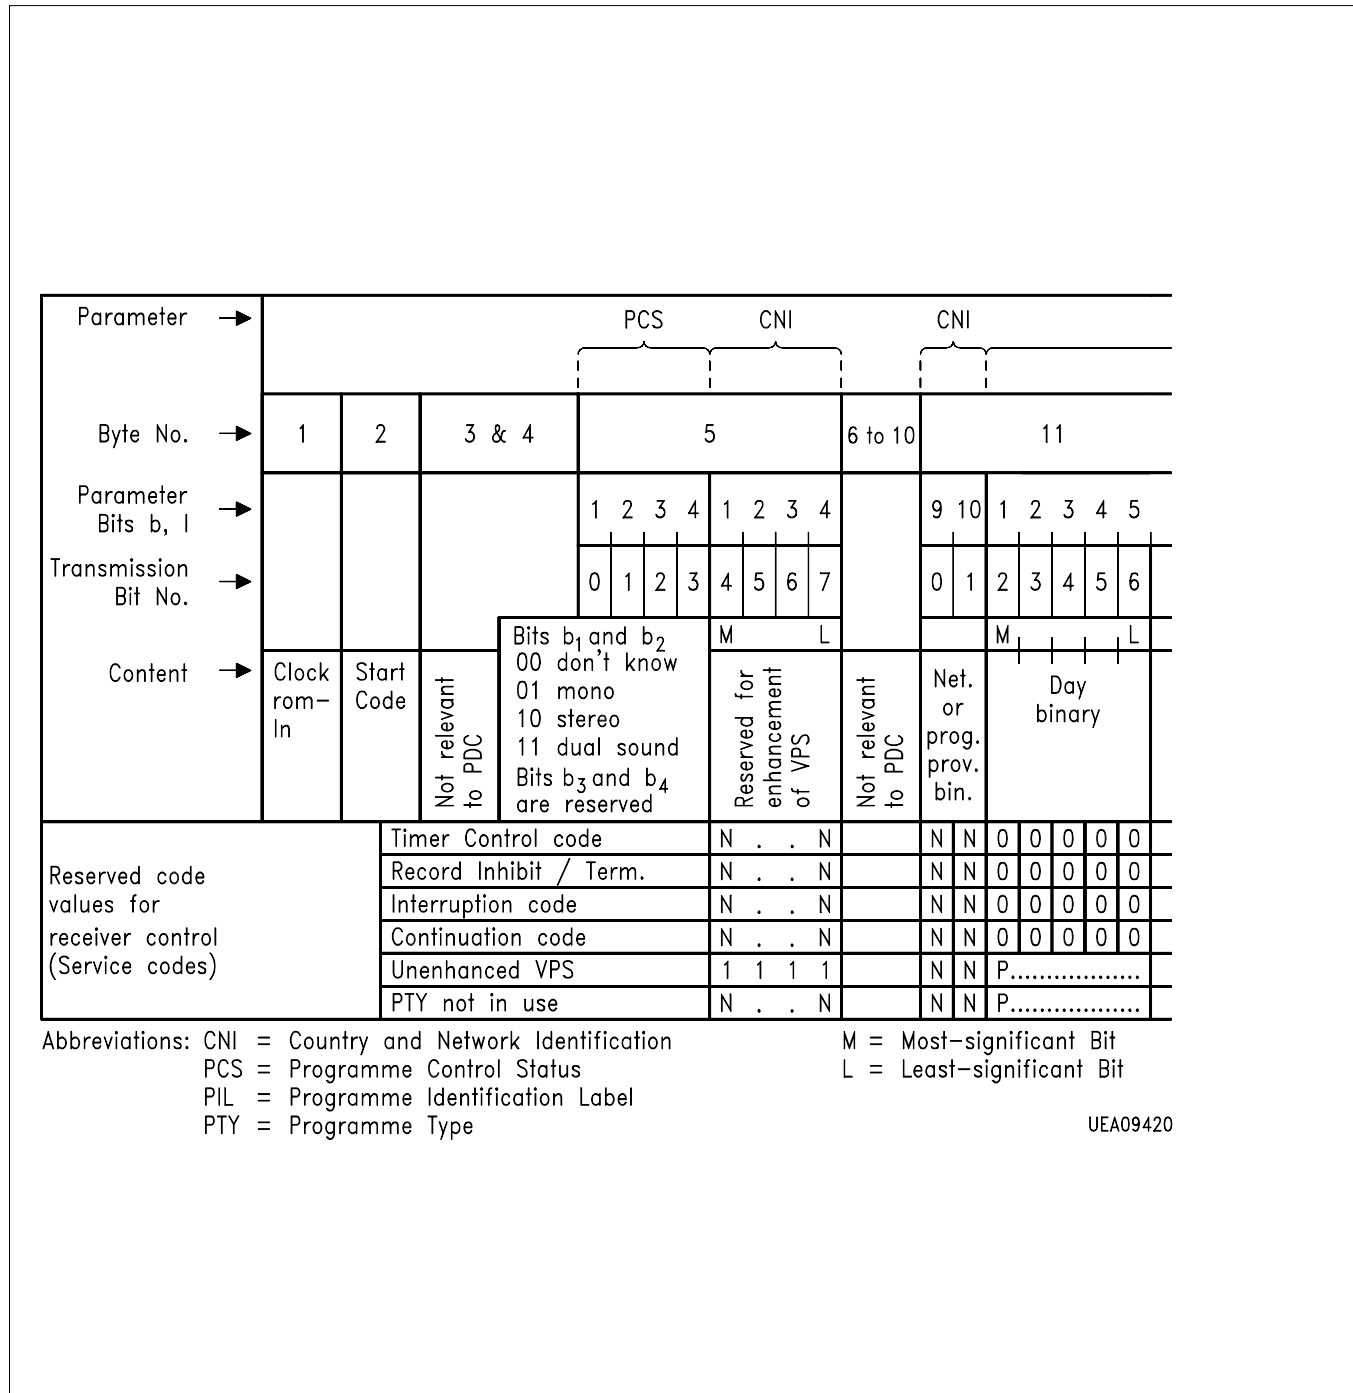 Parameter → PCS CNI CNI
Byte No. → 1 2 3 & 4 5 6 to 10 11
Parameter
Bits b, l → 1 2 3 4 1 2 3 4 9 10 1 2 3 4 5
Transmission
Bit No. → 0 1 2 3 4 5 6 7 0 1 2 3 4 5 6
Content →
Clock
rom-
In
Start
Code
Not relevant
to PDC
Bits b1 and b2
00 don't know
01 mono
10 stereo
11 dual sound
Bits b3 and b4
are reserved
M L
Reserved for
enhancement
of VPS
Not relevant
to PDC
Net.
or
prog.
prov.
bin.
M L
Day
binary
Reserved code
values for
receiver control
(Service codes)
Timer Control code N . . N N N 0 0 0 0 0
Record Inhibit / Term. N . . N N N 0 0 0 0 0
Interruption code N . . N N N 0 0 0 0 0
Continuation code N . . N N N 0 0 0 0 0
Unenhanced VPS 1 1 1 1 N N P..................
PTY not in use N . . N N N P..................
Abbreviations: CNI = Country and Network Identification
PCS = Programme Control Status
PIL = Programme Identification Label
PTY = Programme Type
M = Most-significant Bit
L = Least-significant Bit
UEA09420